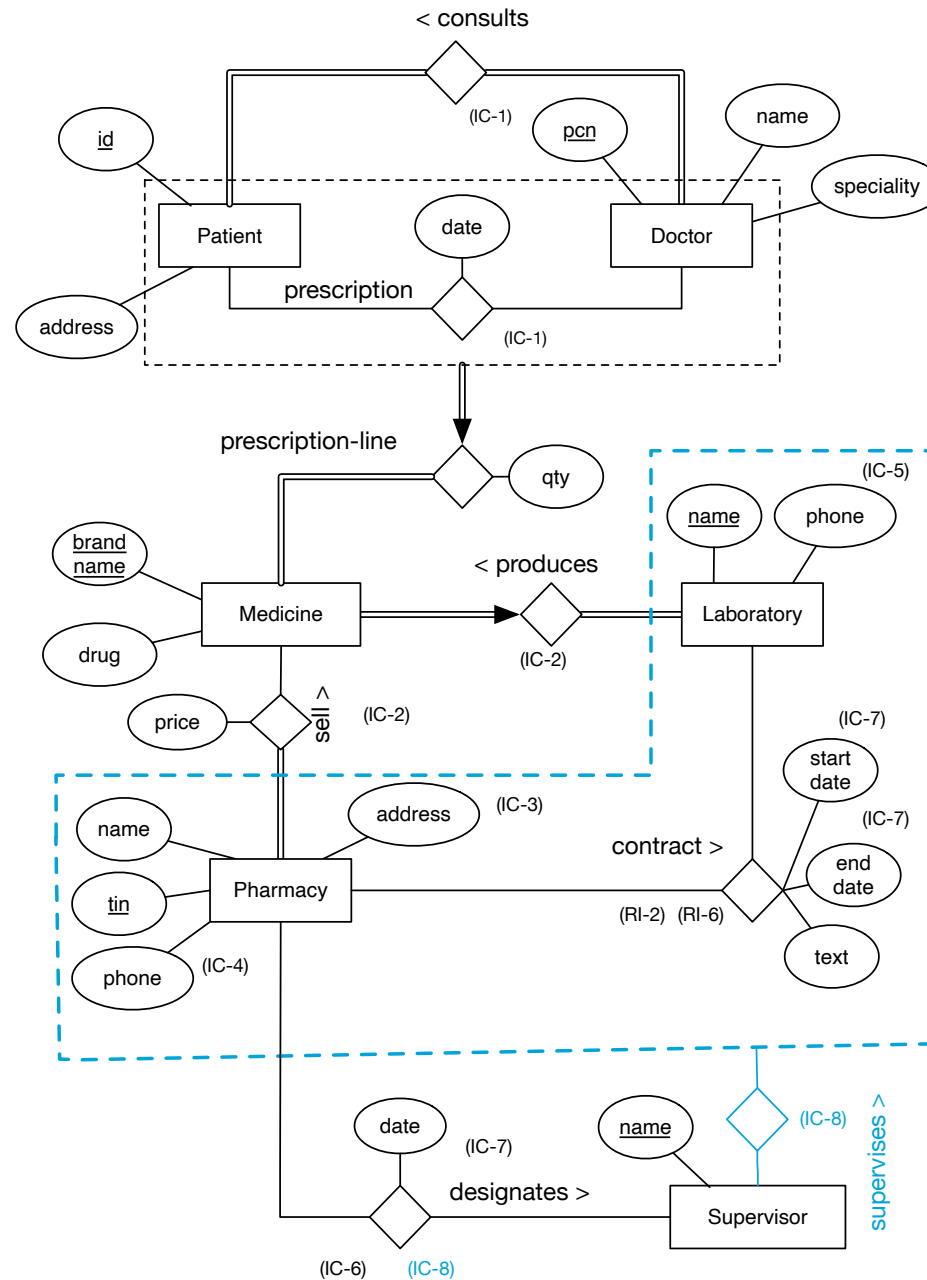 < consults
(IC-1)
id
pcn
name
speciality
Patient
date
Doctor
prescription
address
(IC-1)
prescription-line
qty
(IC-5)
name
phone
brand
name
< produces
Medicine
Laboratory
drug
(IC-2)
sell >
(IC-2)
price
(IC-7)
start
date
address
(IC-3)
name
(IC-7)
contract >
end
date
Pharmacy
tin
(RI-2)
(RI-6)
text
phone
(IC-4)
date
(IC-7)
name
(IC-8)
supervises >
designates >
Supervisor
(IC-6)
(IC-8)